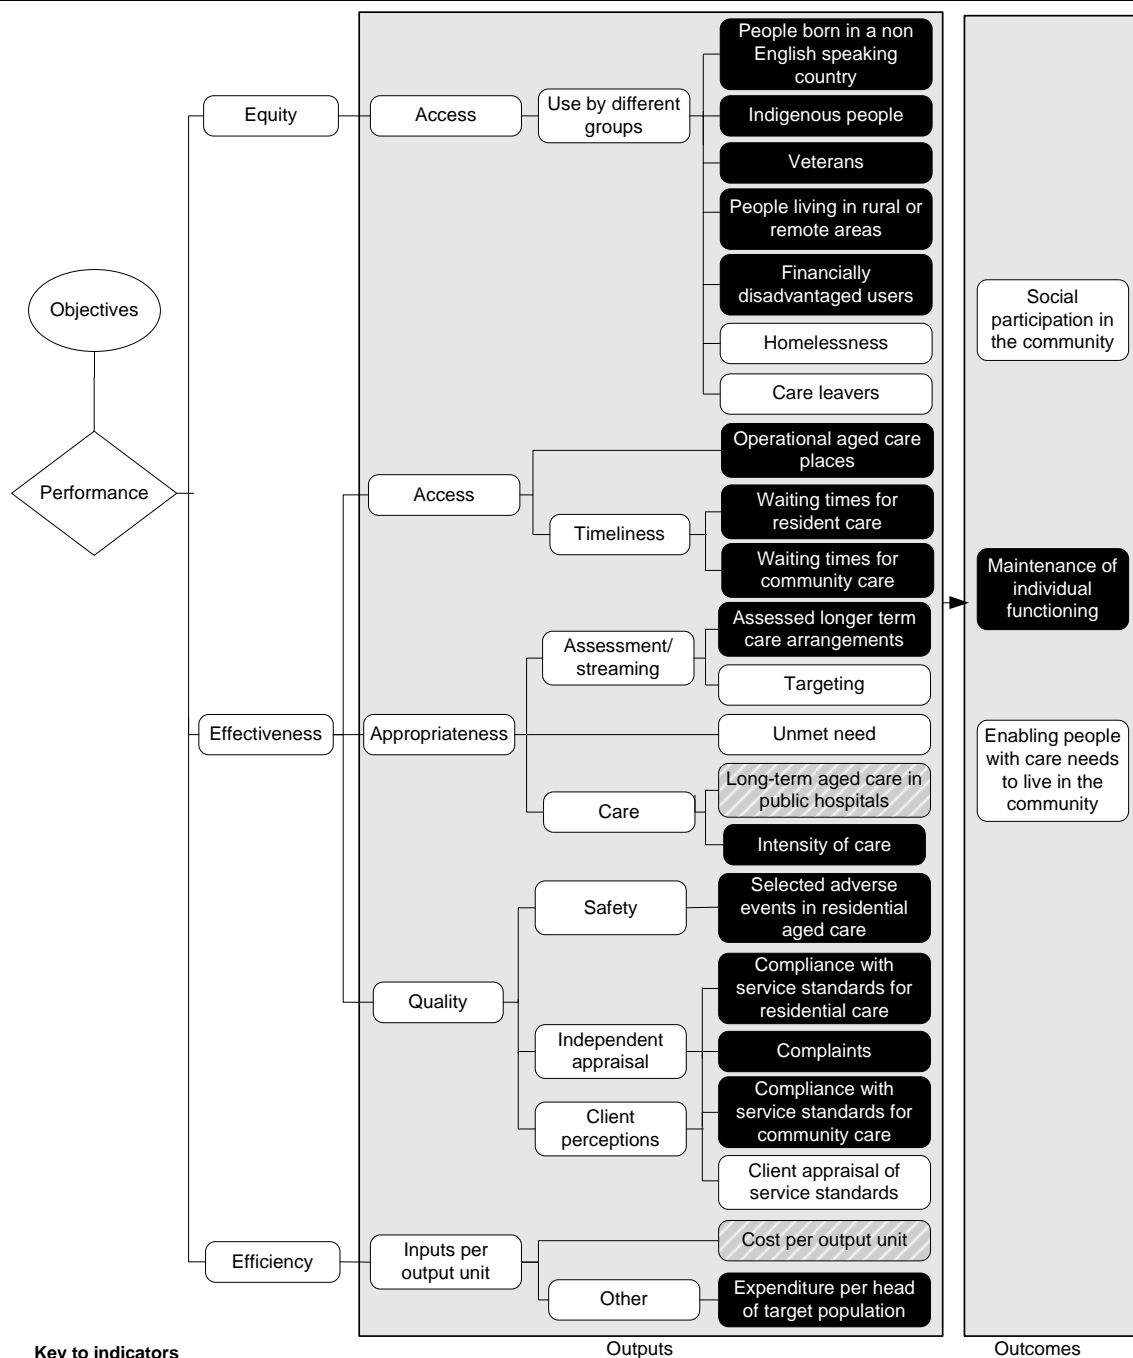 People born in a non
English speaking
country
Equity
Access
Use by different
groups
Indigenous people
Veterans
People living in rural or
remote areas
Financially
disadvantaged users
Homelessness
Care leavers
Objectives
Performance
Social
participation in
the community
Operational aged care
places
Access
Timeliness
Waiting times for
resident care
Waiting times for
community care
Maintenance of
individual
functioning
Assessment/
streaming
Assessed longer term
care arrangements
Targeting
Effectiveness
Appropriateness
Unmet need
Enabling people
with care needs
to live in the
community
Care
Long-term aged care in
public hospitals
Intensity of care
Safety
Selected adverse
events in residential
aged care
Quality
Compliance with
service standards for
residential care
Independent
appraisal
Complaints
Client
perceptions
Compliance with
service standards for
community care
Client appraisal of
service standards
Efficiency
Inputs per
output unit
Cost per output unit
Other
Expenditure per head
of target population
Key to indicators
Outputs
Outcomes